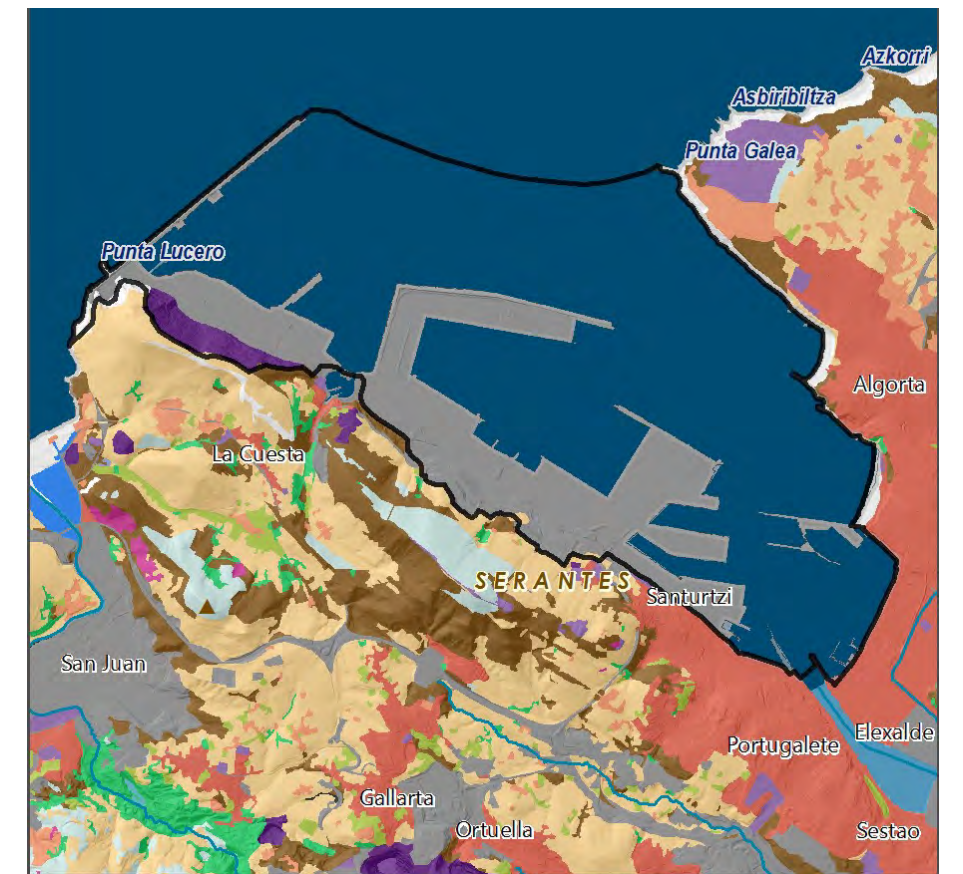 Azkorri
Asbiribiltza
Punta Galea
Punta Lucero
Algorta
La Cuesta
SERANTES
Santurtzi
San Juan
Elexalde
Portugalete
Gallarta
Ortuella
Sestao